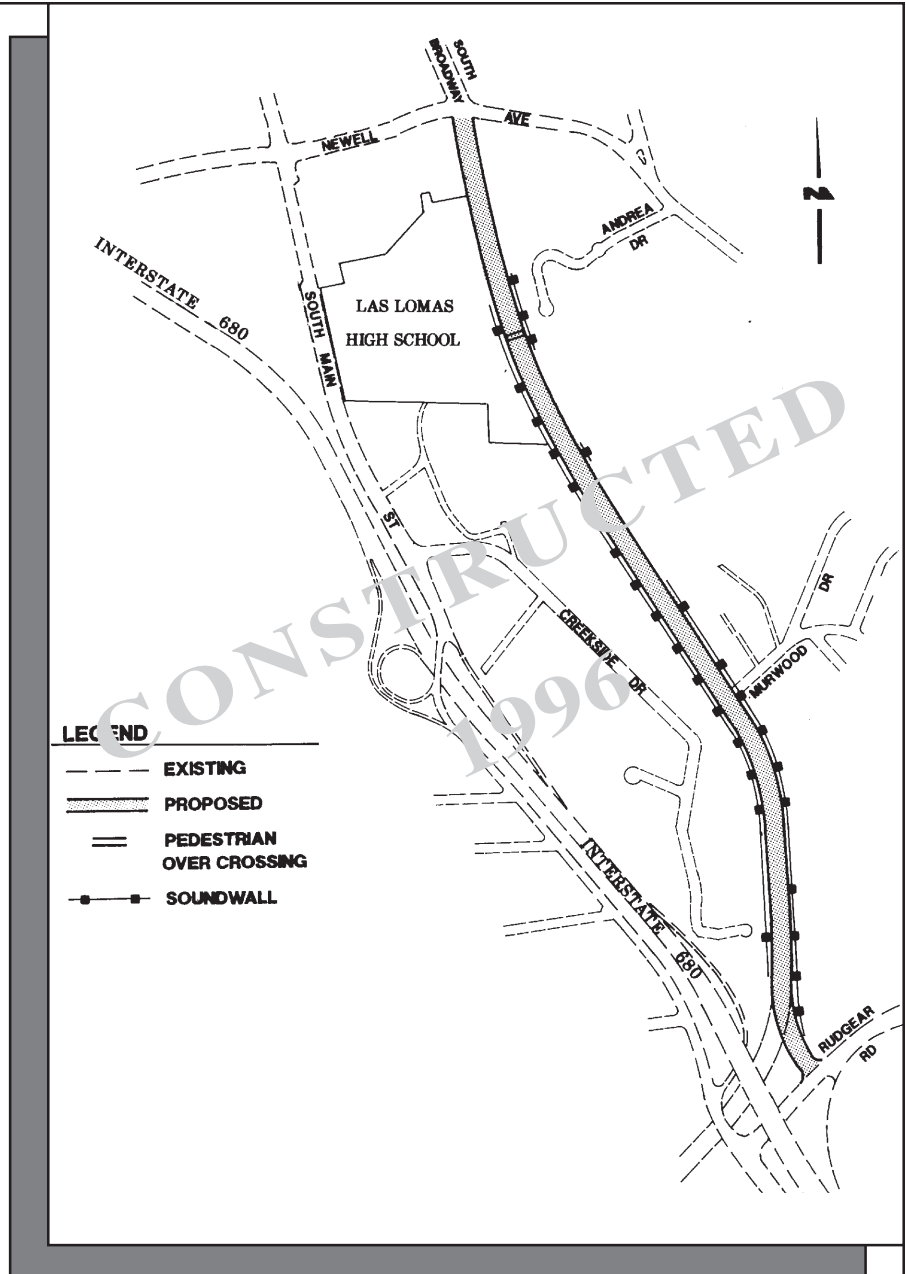 SOUTH
BROADWAY
NEWELL
AVE
N
ANDREA
DR
INTERSTATE 680
SOUTH MAIN
ST
LAS LOMAS
HIGH SCHOOL
CONSTRUCTED
1996
CREEKSIDE DR
DR
MURWOOD
LEGEND
EXISTING
PROPOSED
PEDESTRIAN
OVER CROSSING
SOUNDWALL
INTERSTATE
680
RUDGEAR
RD